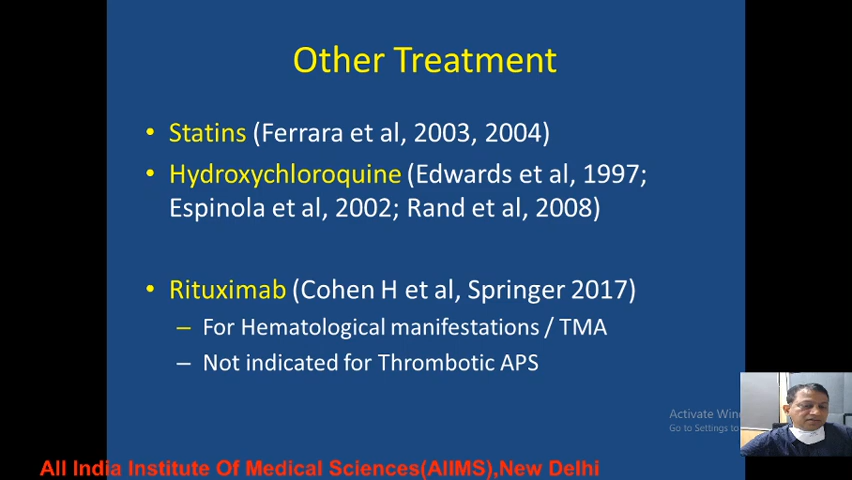 Other Treatment
• Statins (Ferrara et al, 2003, 2004)
• Hydroxychloroquine (Edwards et al, 1997;
Espinola et al, 2002; Rand et al, 2008)
• Rituximab (Cohen H et al, Springer 2017)
– For Hematological manifestations / TMA
– Not indicated for Thrombotic APS
Activate Win
Go to Settings to
All India Institute Of Medical Sciences(AIIMS),New Delhi